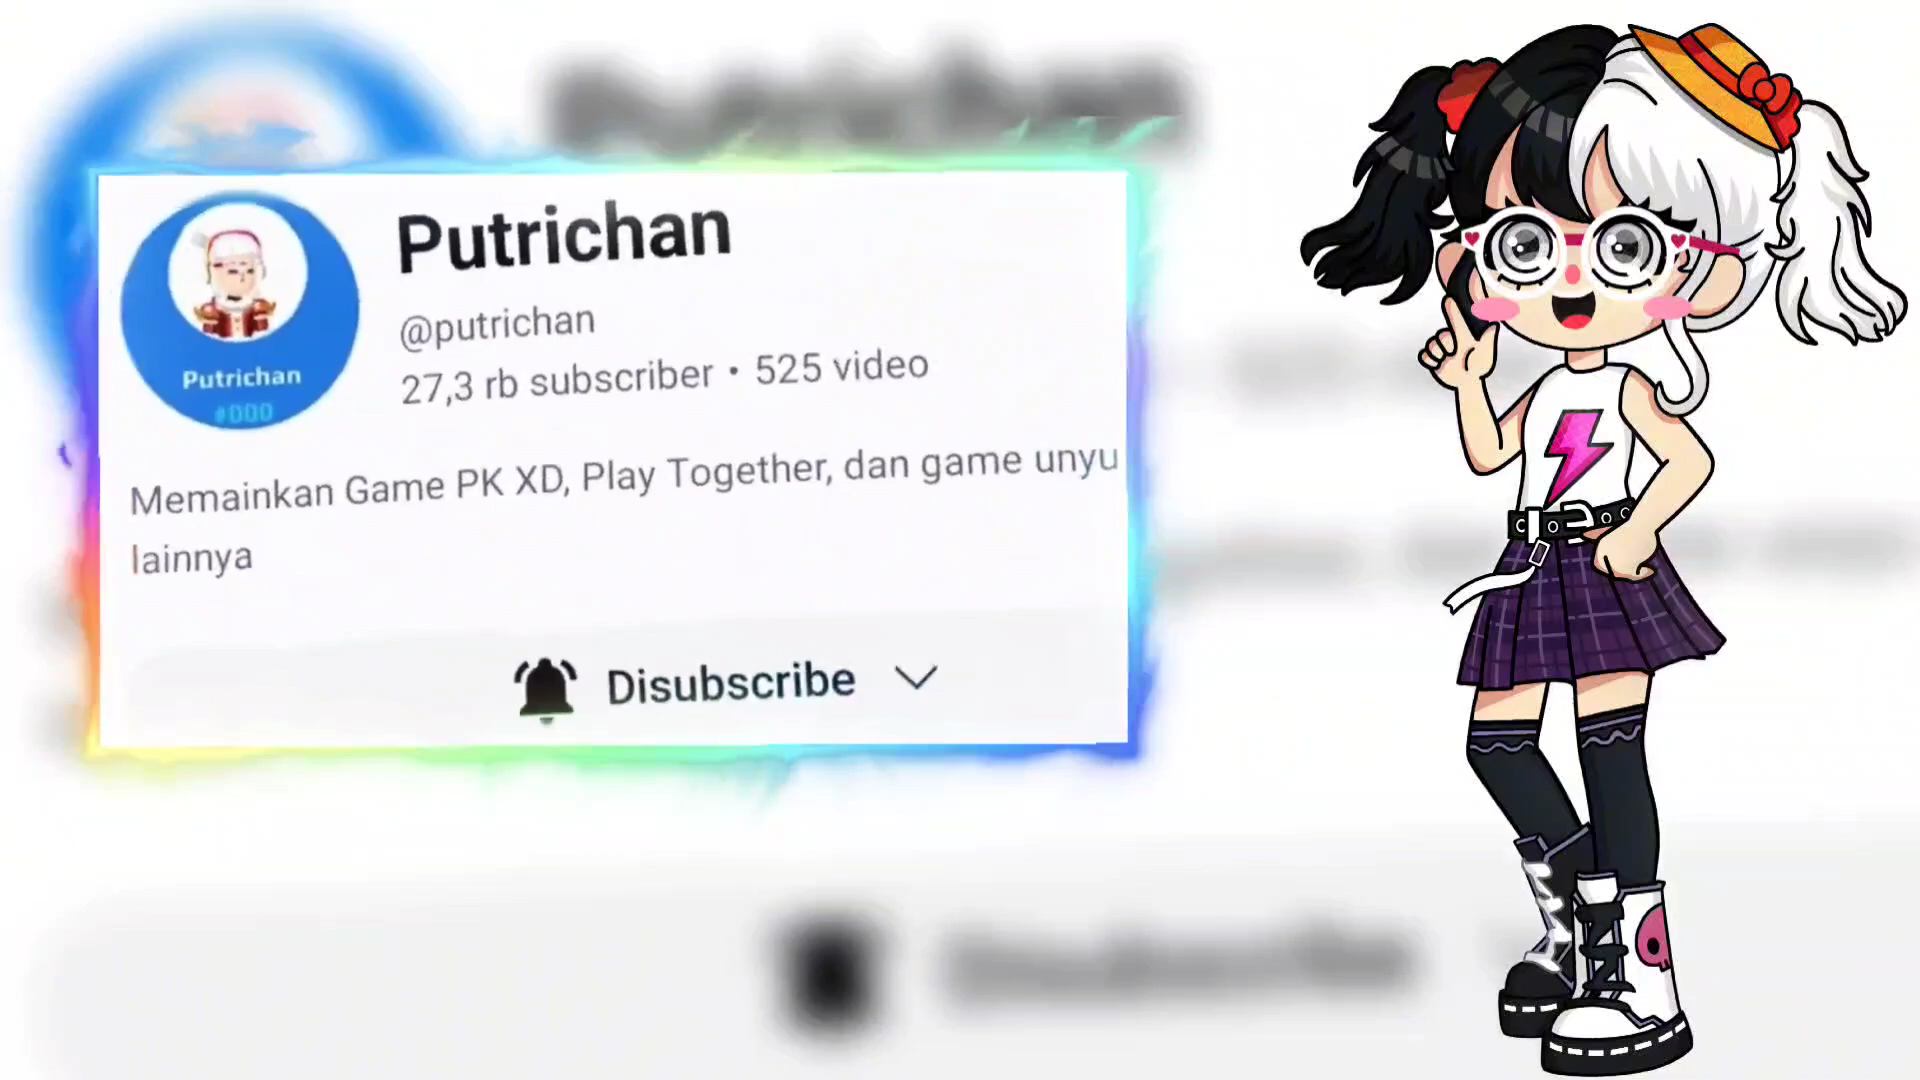 Putrichan
@putrichan
27,3 rb subscriber • 525 video
Putrichan
#000
Memainkan Game PK XD, Play Together, dan game unyu
lainnya
Disubscribe